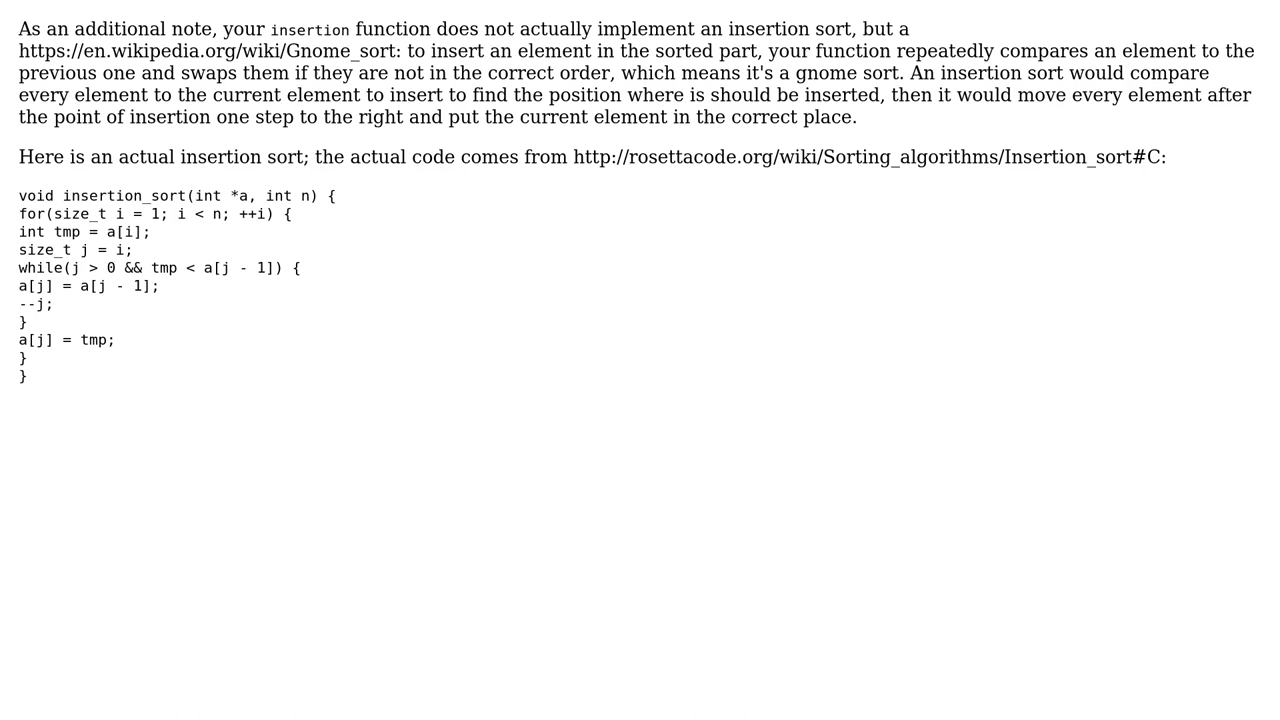 As an additional note, your insertion function does not actually implement an insertion sort, but a
https://en.wikipedia.org/wiki/Gnome_sort: to insert an element in the sorted part, your function repeatedly compares an element to the
previous one and swaps them if they are not in the correct order, which means it's a gnome sort. An insertion sort would compare
every element to the current element to insert to find the position where is should be inserted, then it would move every element after
the point of insertion one step to the right and put the current element in the correct place.
Here is an actual insertion sort; the actual code comes from http://rosettacode.org/wiki/Sorting_algorithms/Insertion_sort#C:
void insertion_sort(int *a, int n) {
for(size_t i = 1; i < n; ++i) {
int tmp = a[i];
size_t j = i;
while(j > 0 && tmp < a[j - 1]) {
a[j] = a[j - 1];
--j;
}
a[j] = tmp;
}
}